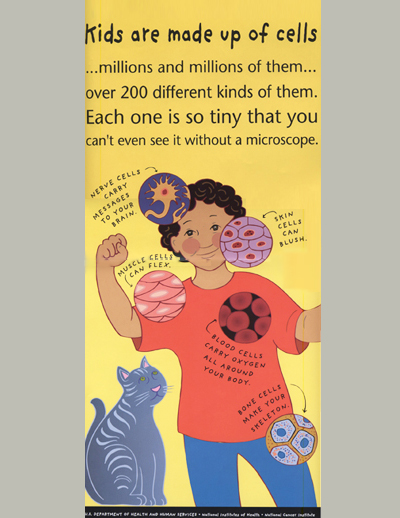 Kids are made up of cells
...millions and millions of them...
over 200 different kinds of them.
Each one is so tiny that you
can't even see it without a microscope.
NERVE CELLS
CARRY
MESSAGES
TO YOUR
BRAIN.
SKIN
CELLS
CAN
BLUSH.
MUSCLE CELLS
CAN FLEX.
BLOOD CELLS
CARRY OXYGEN
ALL AROUND
YOUR BODY.
BONE CELLS
MAKE YOUR
SKELETON.
U.S. DEPARTMENT OF HEALTH AND HUMAN SERVICES • National Institutes of Health • National Cancer Institute